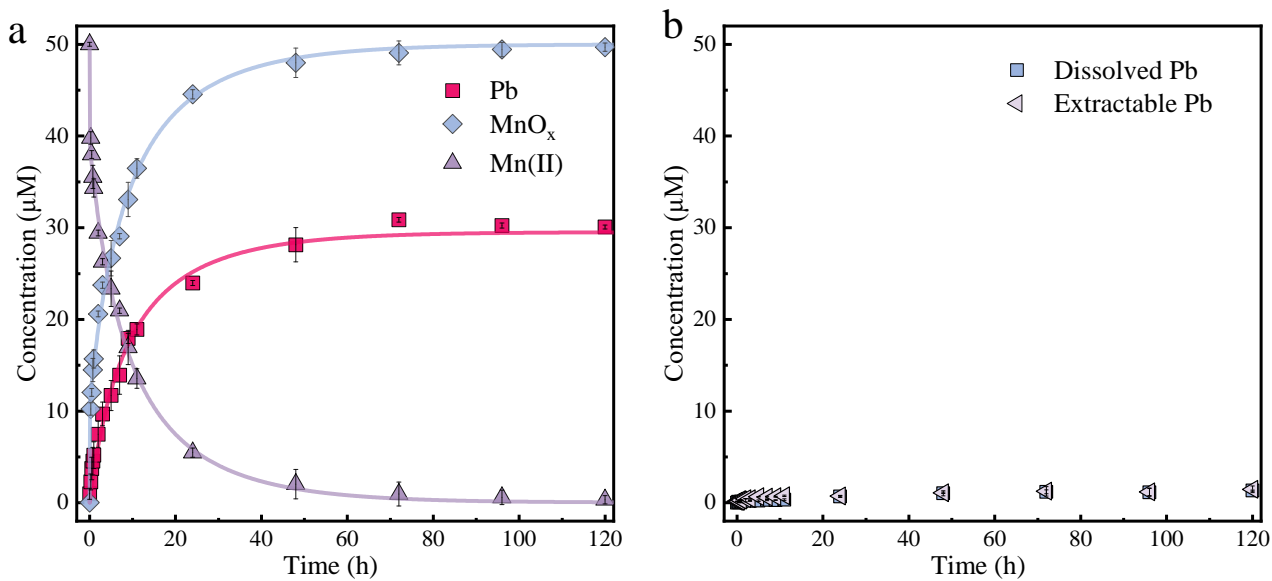 a
50
40
30
20
10
0
Concentration (μM)
Pb
MnOₓ
Mn(II)
0 20 40 60 80 100 120
Time (h)
b
50
40
30
20
10
0
Concentration (μM)
Dissolved Pb
Extractable Pb
0 20 40 60 80 100 120
Time (h)